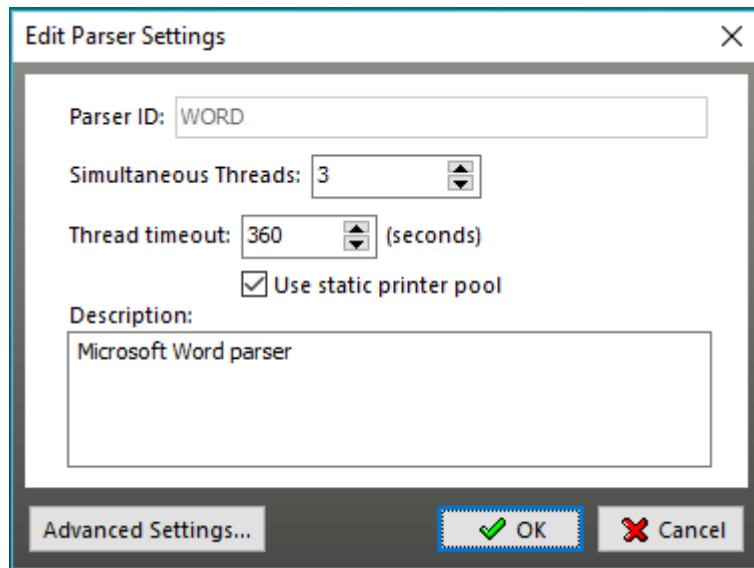 Edit Parser Settings
Parser ID: WORD
Simultaneous Threads: 3
Thread timeout: 360 (seconds)
Use static printer pool
Description:
Microsoft Word parser
Advanced Settings... OK Cancel